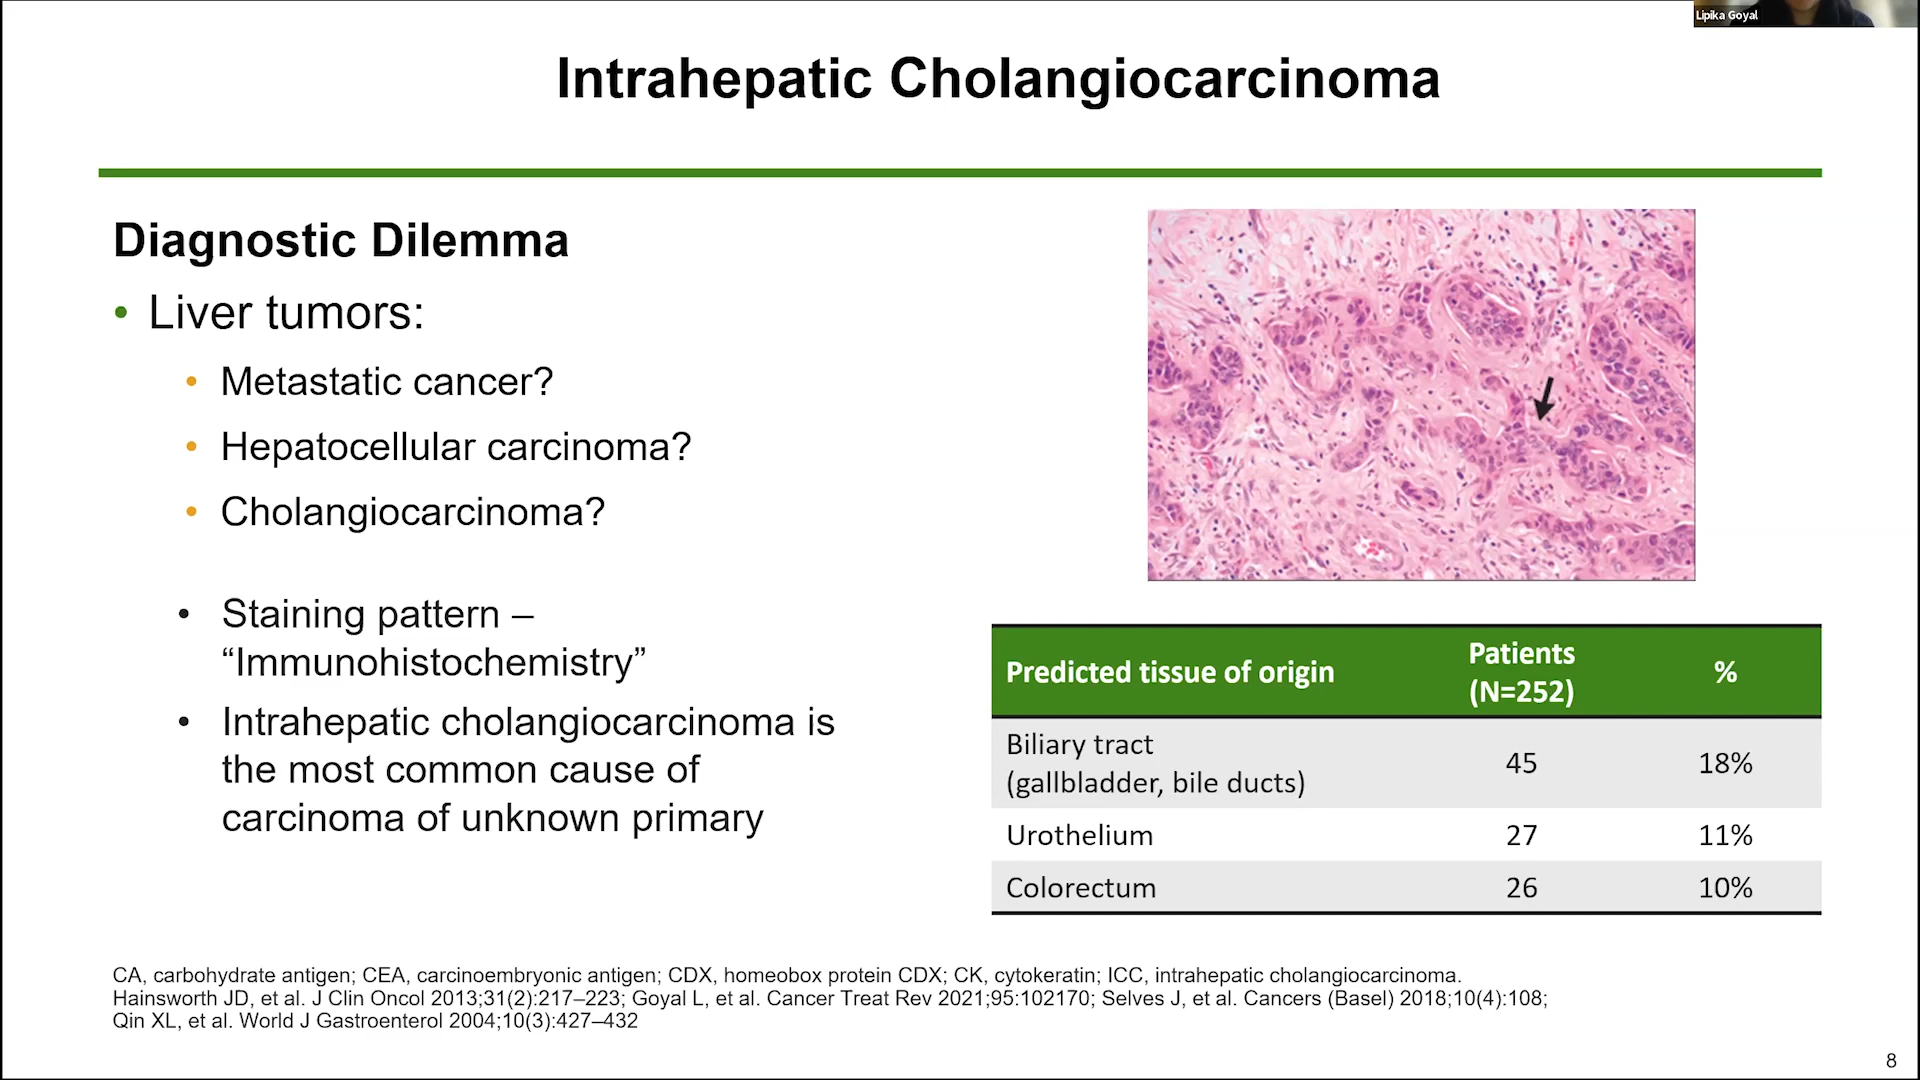 Lipika Goyal
Intrahepatic Cholangiocarcinoma
Diagnostic Dilemma
• Liver tumors:
• Metastatic cancer?
• Hepatocellular carcinoma?
• Cholangiocarcinoma?
• Staining pattern –
“Immunohistochemistry”
• Intrahepatic cholangiocarcinoma is
the most common cause of
carcinoma of unknown primary
Predicted tissue of origin Patients (N=252) %
Biliary tract
(gallbladder, bile ducts) 45 18%
Urothelium 27 11%
Colorectum 26 10%
CA, carbohydrate antigen; CEA, carcinoembryonic antigen; CDX, homeobox protein CDX; CK, cytokeratin; ICC, intrahepatic cholangiocarcinoma.
Hainsworth JD, et al. J Clin Oncol 2013;31(2):217–223; Goyal L, et al. Cancer Treat Rev 2021;95:102170; Selves J, et al. Cancers (Basel) 2018;10(4):108;
Qin XL, et al. World J Gastroenterol 2004;10(3):427–432
8